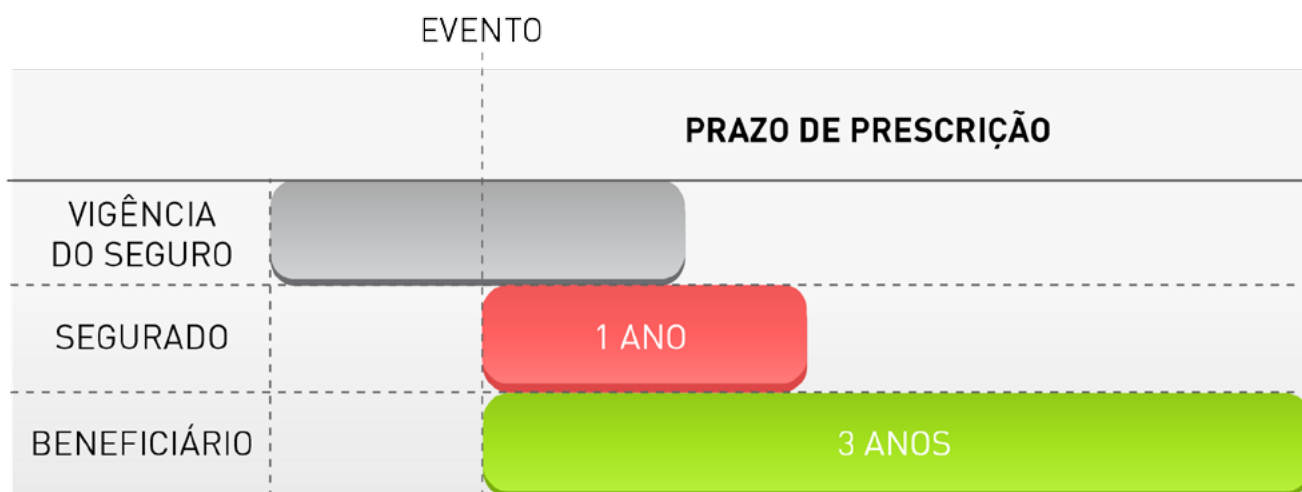 EVENTO
PRAZO DE PRESCRIÇÃO
VIGÊNCIA
DO SEGURO
SEGURADO
1 ANO
BENEFICIÁRIO
3 ANOS